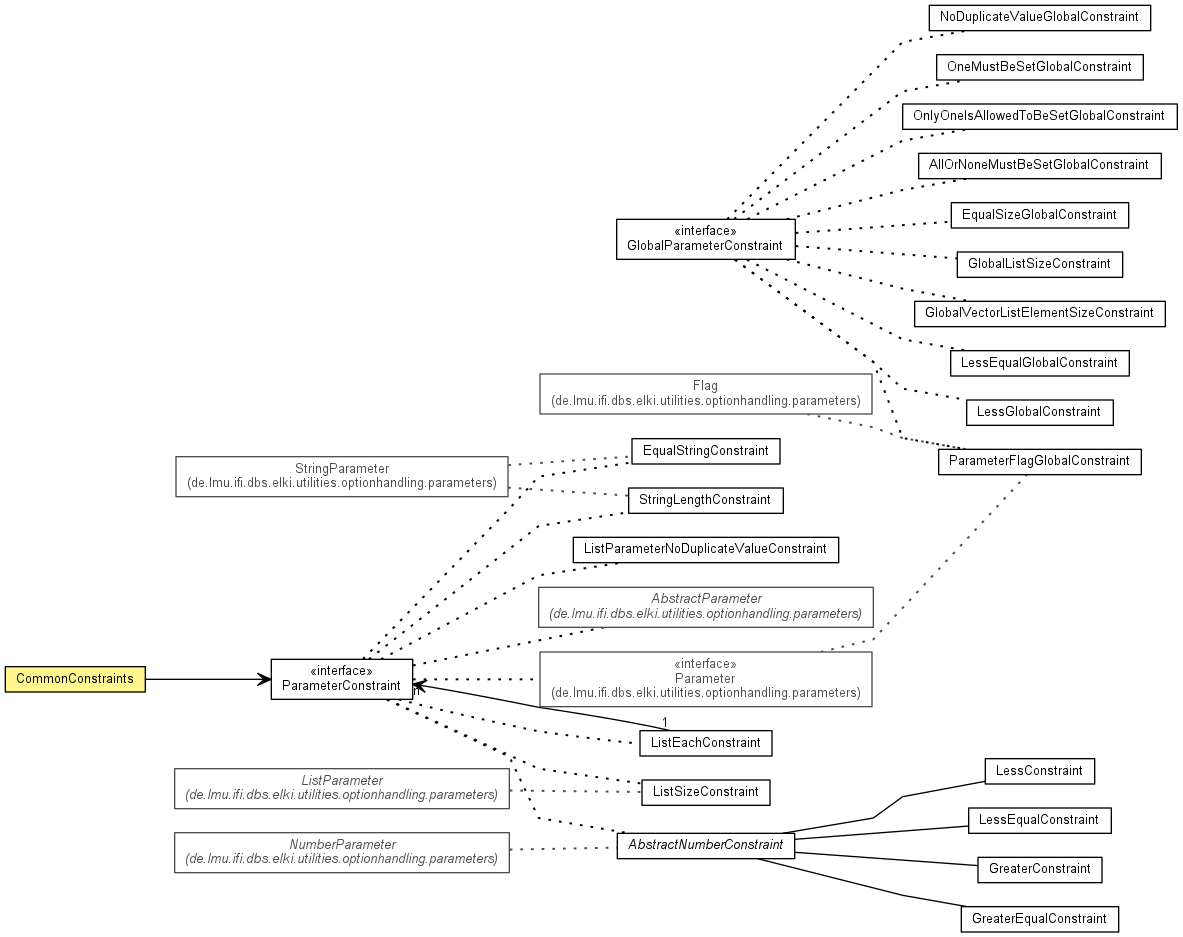 NoDuplicateValueGlobalConstraint
OneMustBeSetGlobalConstraint
OnlyOneIsAllowedToBeSetGlobalConstraint
AllOrNoneMustBeSetGlobalConstraint
EqualSizeGlobalConstraint
«interface»
GlobalParameterConstraint
GlobalListSizeConstraint
GlobalVectorListElementSizeConstraint
LessEqualGlobalConstraint
Flag
(de.lmu.ifi.dbs.elki.utilities.optionhandling.parameters)
LessGlobalConstraint
EqualStringConstraint
ParameterFlagGlobalConstraint
StringParameter
(de.lmu.ifi.dbs.elki.utilities.optionhandling.parameters)
StringLengthConstraint
ListParameterNoDuplicateValueConstraint
AbstractParameter
(de.lmu.ifi.dbs.elki.utilities.optionhandling.parameters)
CommonConstraints
«interface»
ParameterConstraint
n
«interface»
Parameter
(de.lmu.ifi.dbs.elki.utilities.optionhandling.parameters)
1
ListEachConstraint
ListParameter
(de.lmu.ifi.dbs.elki.utilities.optionhandling.parameters)
ListSizeConstraint
LessConstraint
LessEqualConstraint
NumberParameter
(de.lmu.ifi.dbs.elki.utilities.optionhandling.parameters)
AbstractNumberConstraint
GreaterConstraint
GreaterEqualConstraint